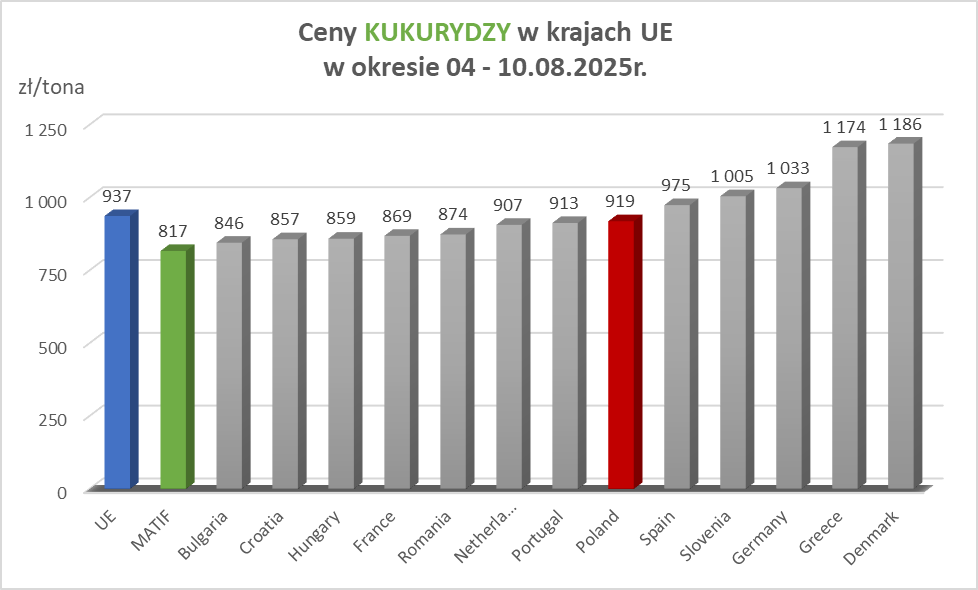 Ceny KUKURYDZY w krajach UE
w okresie 04 - 10.08.2025r.
zł/tona
1 250
1 000
750
500
250
0
937
817
846
857
859
869
874
907
913
919
975
1 005
1 033
1 174
1 186
UE
MATIF
Bulgaria
Croatia
Hungary
France
Romania
Netherla...
Portugal
Poland
Spain
Slovenia
Germany
Greece
Denmark